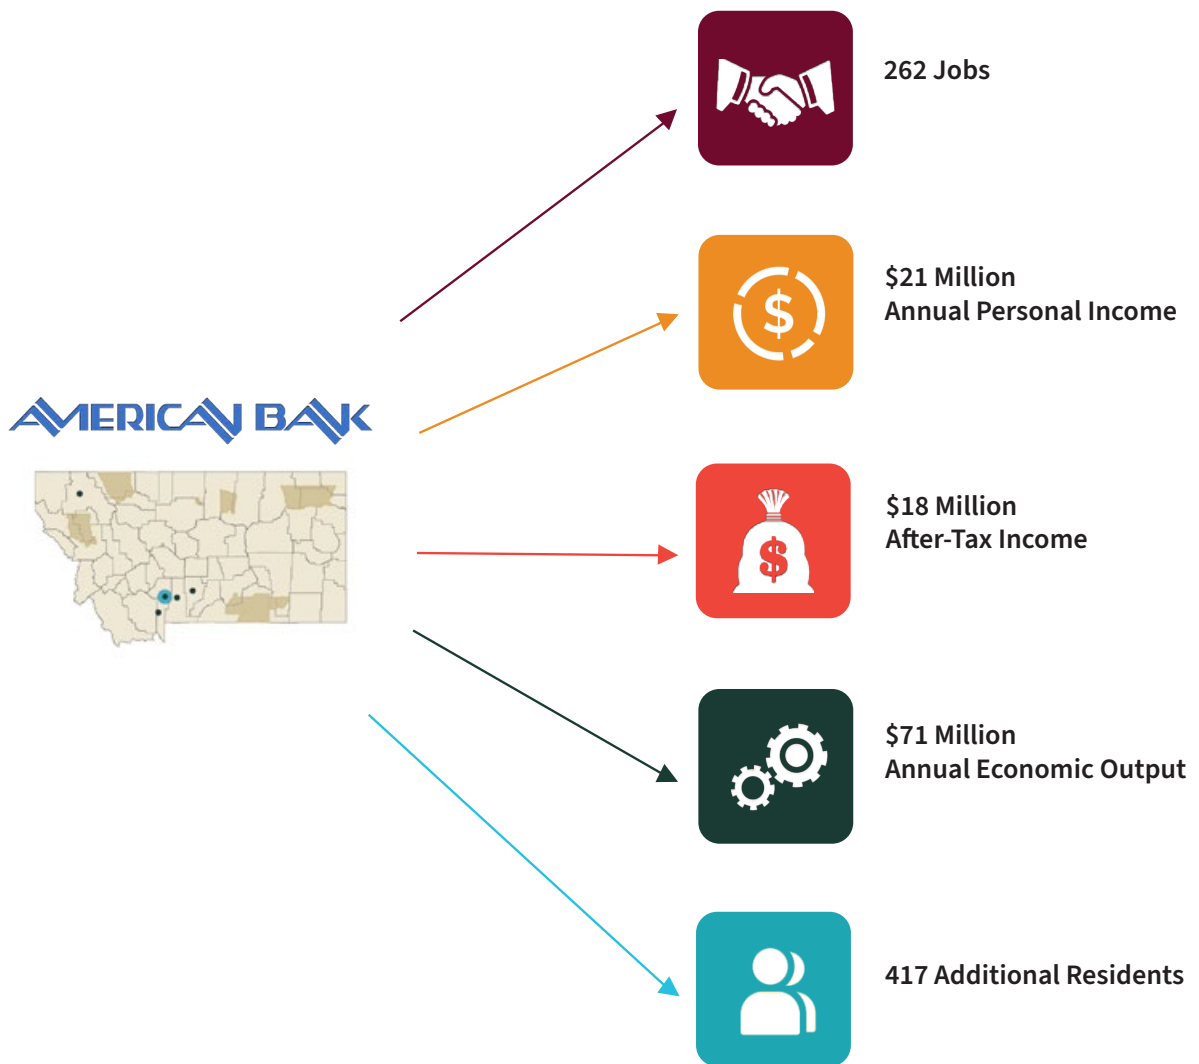 262 Jobs
$21 Million
Annual Personal Income
AMERICAN BANK
$18 Million
After-Tax Income
$71 Million
Annual Economic Output
417 Additional Residents